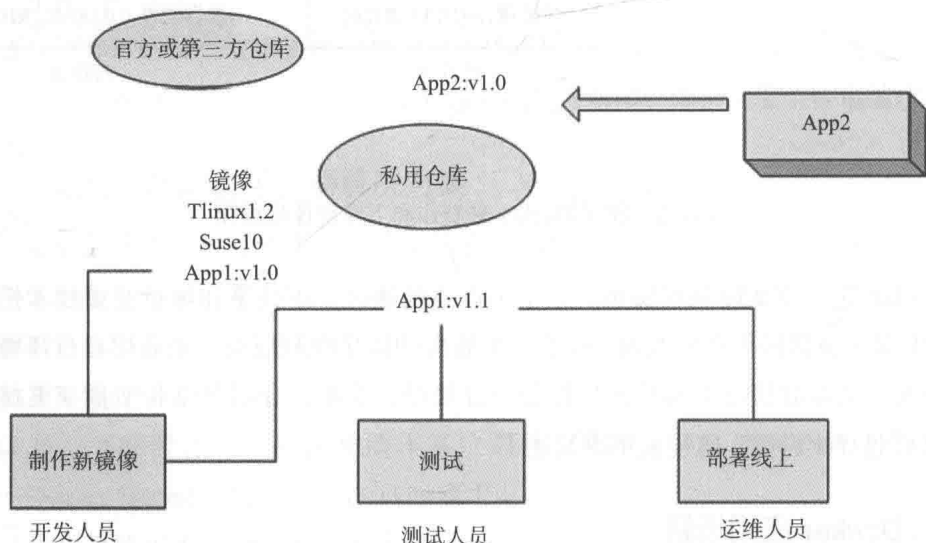 官方或第三方仓库
App2:v1.0
App2
私用仓库
镜像
Tlinux1.2
Suse10
App1:v1.0
App1:v1.1
制作新镜像
测试
部署线上
开发人员
测试人员
运维人员